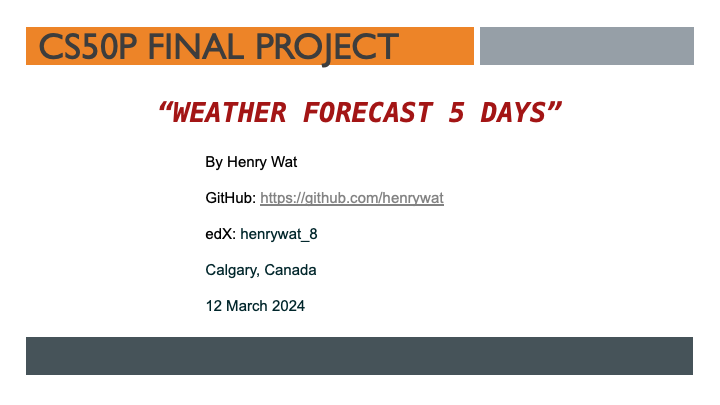 CS50P FINAL PROJECT
“WEATHER FORECAST 5 DAYS”
By Henry Wat
GitHub: https://github.com/henrywat
edX: henrywat_8
Calgary, Canada
12 March 2024